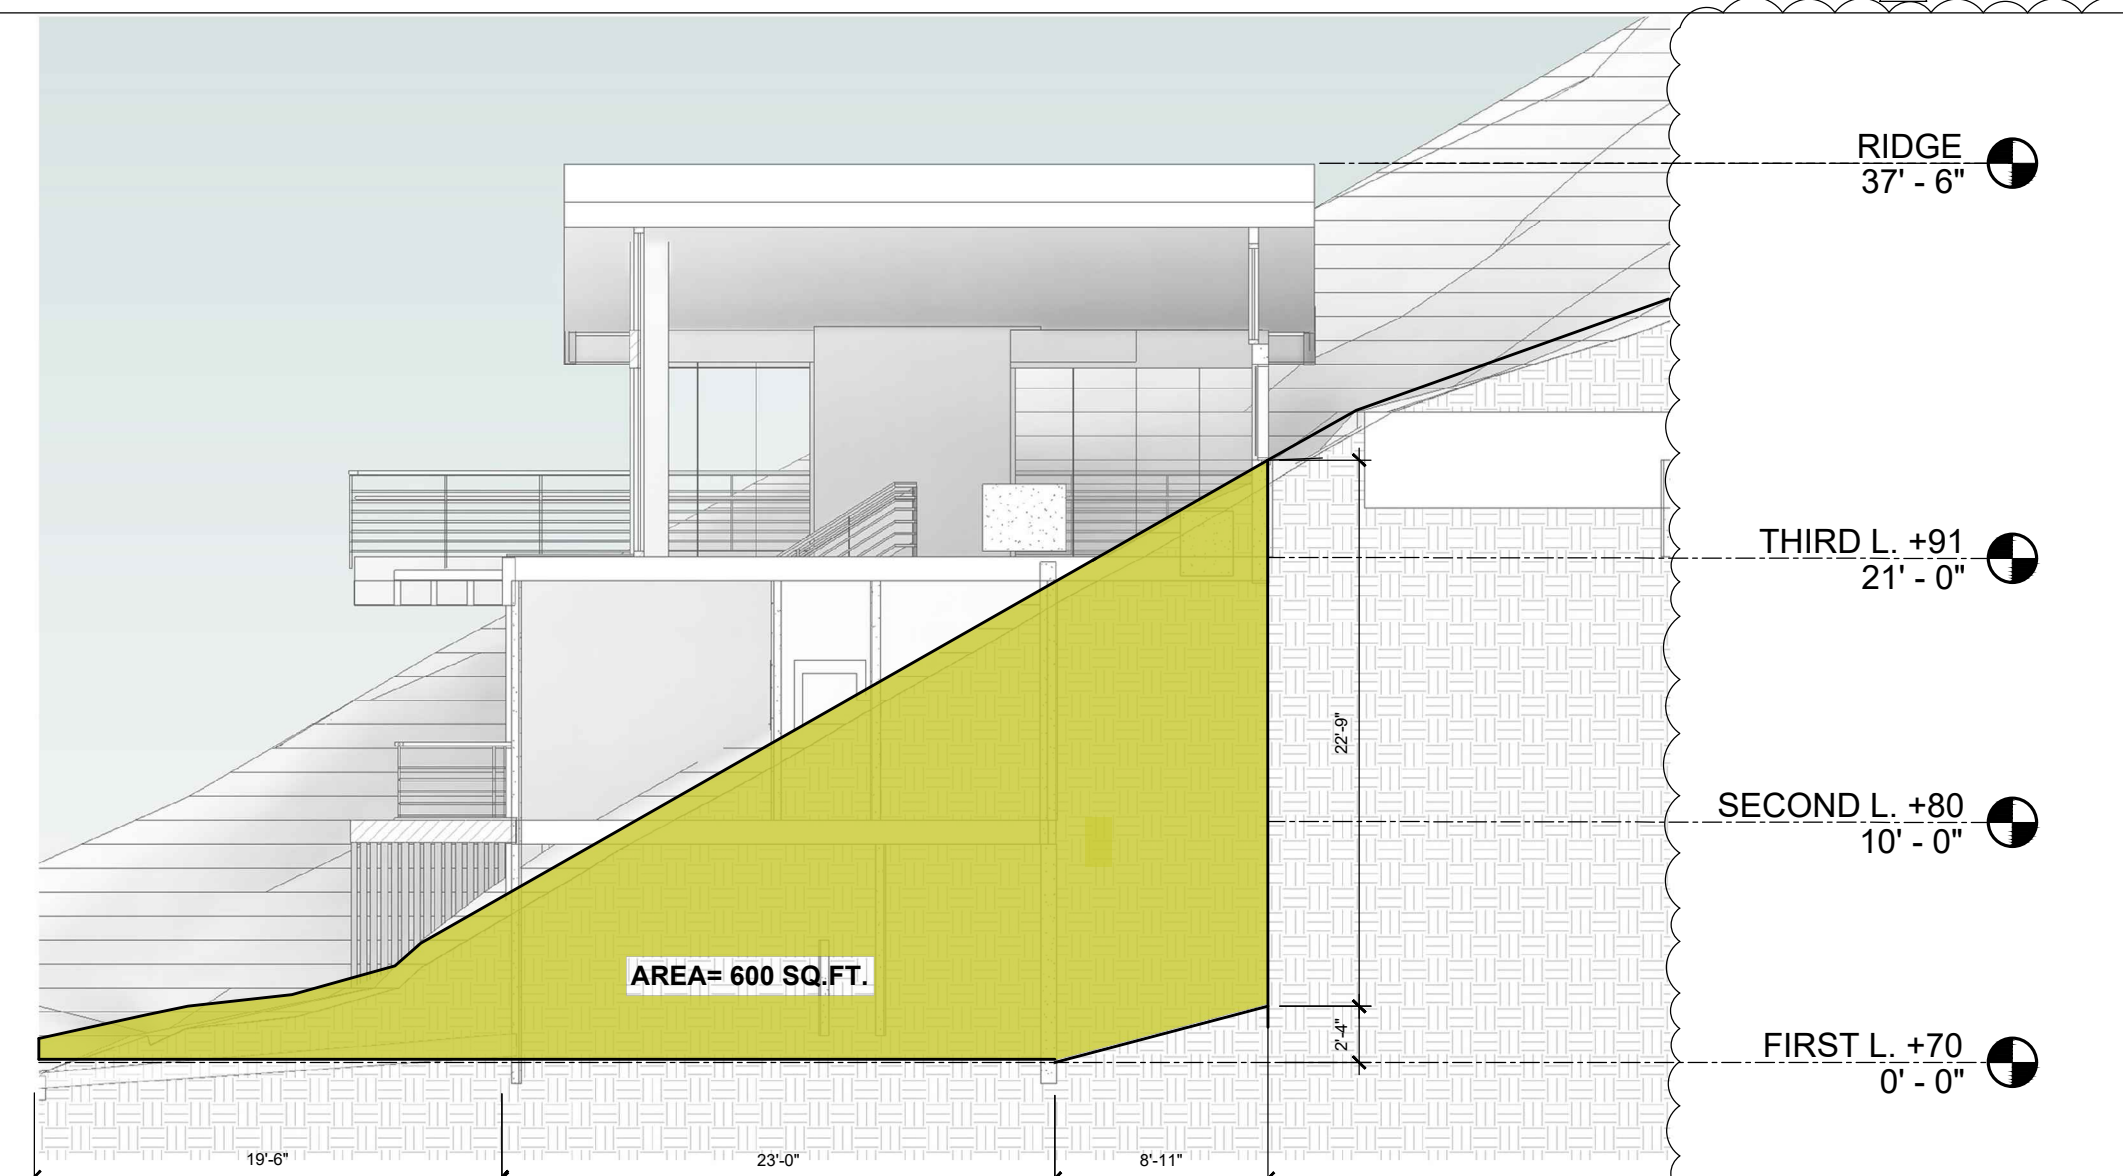 RIDGE
37' - 6"
THIRD L. +91
21' - 0"
22'-9"
SECOND L. +80
10' - 0"
AREA= 600 SQ.FT.
2'-4"
FIRST L. +70
0' - 0"
19'-6"
23'-0"
8'-11"